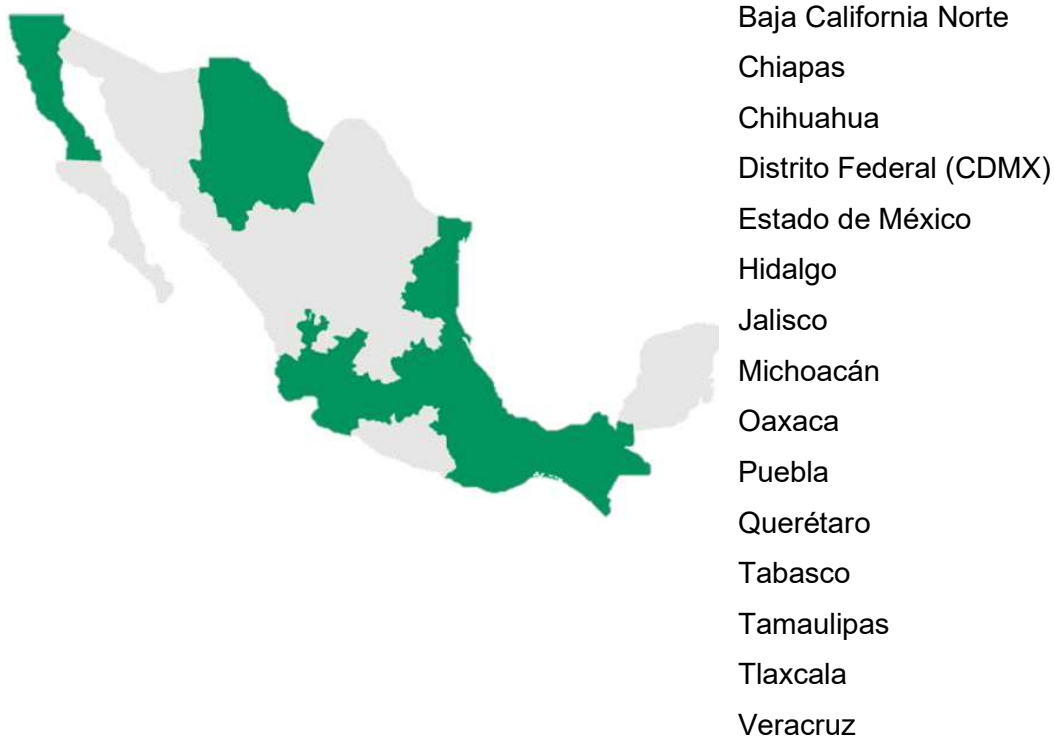 Baja California Norte
Chiapas
Chihuahua
Distrito Federal (CDMX)
Estado de México
Hidalgo
Jalisco
Michoacán
Oaxaca
Puebla
Querétaro
Tabasco
Tamaulipas
Tlaxcala
Veracruz